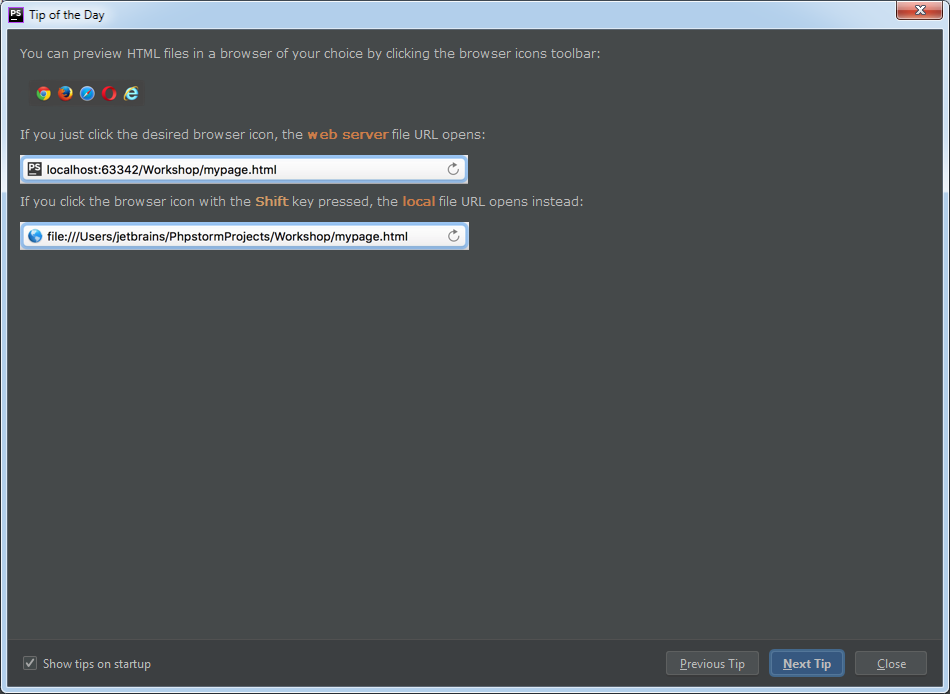 PS Tip of the Day
You can preview HTML files in a browser of your choice by clicking the browser icons toolbar:
If you just click the desired browser icon, the web server file URL opens:
PS localhost:63342/Workshop/mypage.html
If you click the browser icon with the Shift key pressed, the local file URL opens instead:
file:///Users/jetbrains/PhpstormProjects/Workshop/mypage.html
Show tips on startup Previous Tip Next Tip Close